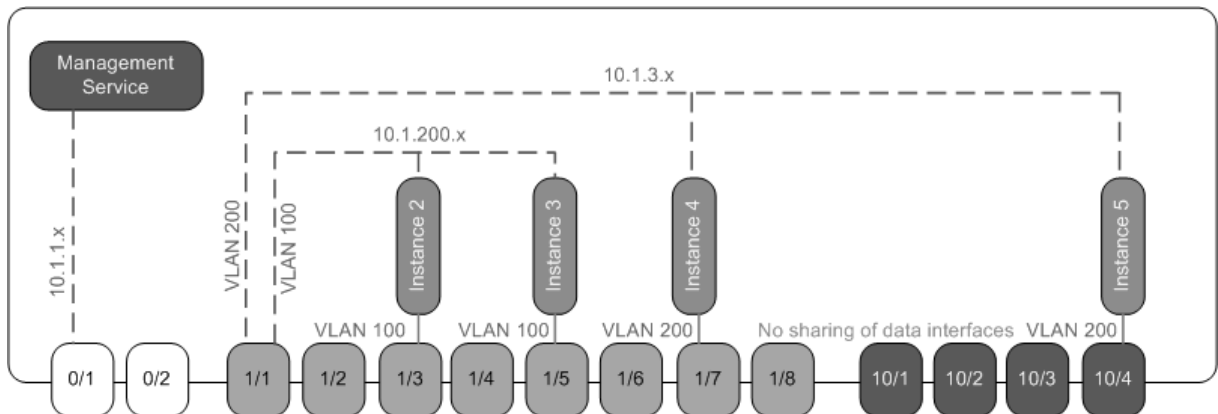 Management
Service
10.1.3.x
10.1.200.x
10.1.1.x
VLAN 200
VLAN 100
Instance 2
Instance 3
Instance 4
Instance 5
VLAN 100
VLAN 100
VLAN 200
No sharing of data interfaces
VLAN 200
0/1
0/2
1/1
1/2
1/3
1/4
1/5
1/6
1/7
1/8
10/1
10/2
10/3
10/4